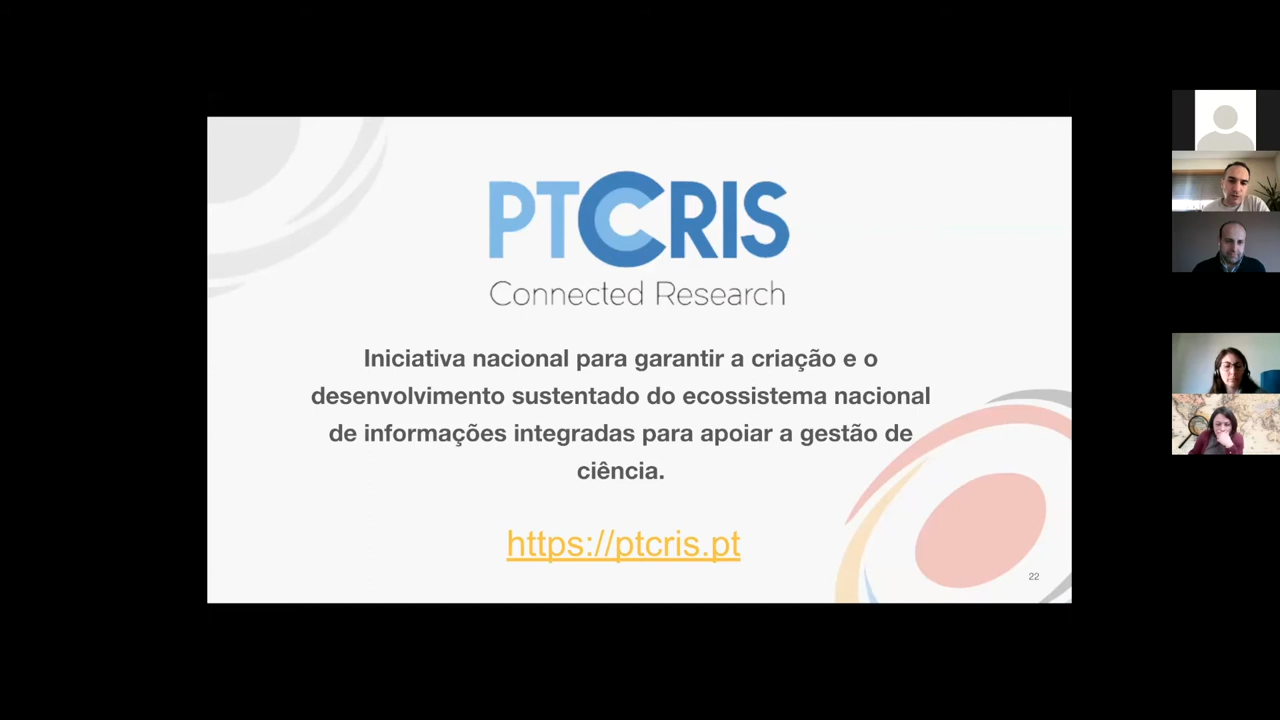 PTCRIS
Connected Research
Iniciativa nacional para garantir a criação e o
desenvolvimento sustentado do ecossistema nacional
de informações integradas para apoiar a gestão de
ciência.
https://ptcris.pt
22